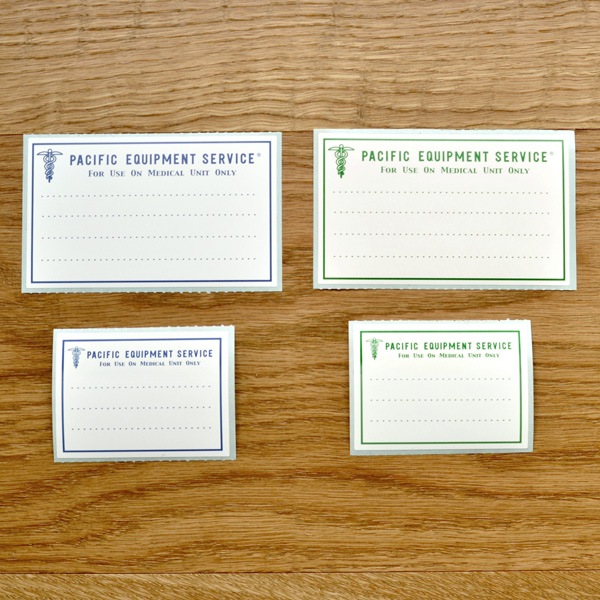 PACIFIC EQUIPMENT SERVICE®
FOR USE ON MEDICAL UNIT ONLY
PACIFIC EQUIPMENT SERVICE®
FOR USE ON MEDICAL UNIT ONLY
PACIFIC EQUIPMENT SERVICE
FOR USE ON MEDICAL UNIT ONLY
PACIFIC EQUIPMENT SERVICE
FOR USE ON MEDICAL UNIT ONLY